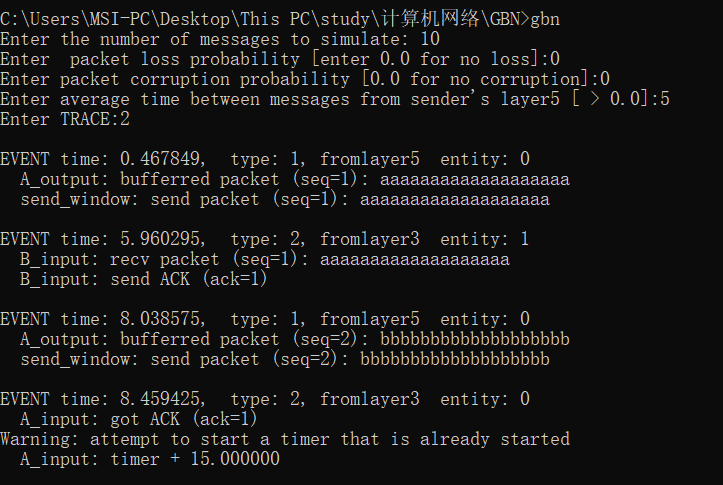 C:\Users\MSI-PC\Desktop\This PC\study\计算机网络\GBN>gbn
Enter the number of messages to simulate: 10
Enter  packet loss probability [enter 0.0 for no loss]:0
Enter packet corruption probability [0.0 for no corruption]:0
Enter average time between messages from sender's layer5 [ > 0.0]:5
Enter TRACE:2
EVENT time: 0.467849,  type: 1, fromlayer5  entity: 0
  A_output: bufferred packet (seq=1): aaaaaaaaaaaaaaaaaaa
  send_window: send packet (seq=1): aaaaaaaaaaaaaaaaaaa
EVENT time: 5.960295,  type: 2, fromlayer3  entity: 1
  B_input: recv packet (seq=1): aaaaaaaaaaaaaaaaaaa
  B_input: send ACK (ack=1)
EVENT time: 8.038575,  type: 1, fromlayer5  entity: 0
  A_output: bufferred packet (seq=2): bbbbbbbbbbbbbbbbbbb
  send_window: send packet (seq=2): bbbbbbbbbbbbbbbbbbb
EVENT time: 8.459425,  type: 2, fromlayer3  entity: 0
  A_input: got ACK (ack=1)
Warning: attempt to start a timer that is already started
  A_input: timer + 15.000000